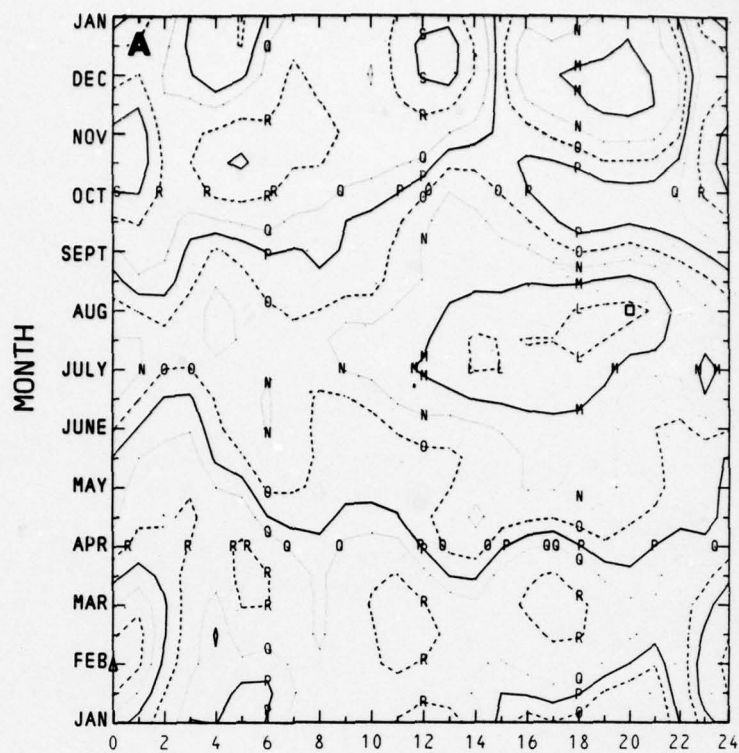 A
MONTH
JAN
DEC
NOV
OCT
SEPT
AUG
JULY
JUNE
MAY
APR
MAR
FEB
JAN
S N
Q M
S M
R R N
Q Q
P P
S R R R R Q P Q Q R Q R
O
Q N
P O
N
M
O L
M L
N O O N M M M N M
N M
N N M
N O
O N
Q O
R R R R Q Q P Q Q P Q Q P P Q
R Q
R R R
R
Q R
P Q
P R O
0 2 4 6 8 10 12 14 16 18 20 22 24